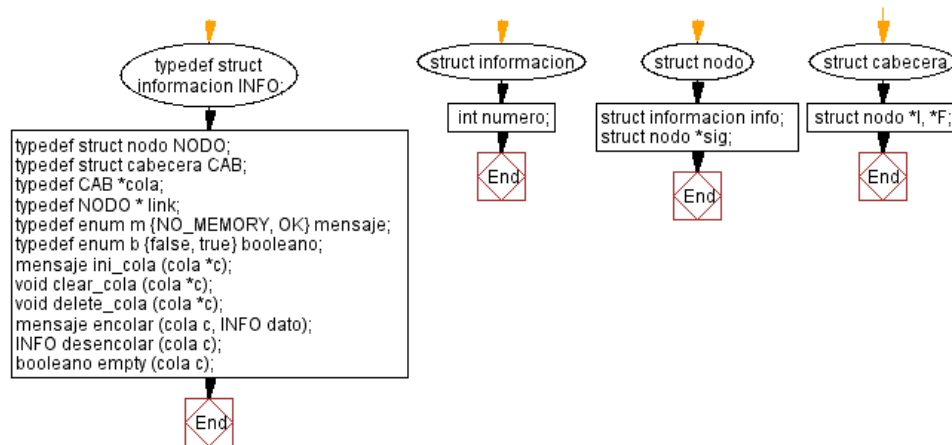 typedef struct
informacion INFO;
typedef struct nodo NODO;
typedef struct cabecera CAB;
typedef CAB *cola;
typedef NODO * link;
typedef enum m {NO_MEMORY, OK} mensaje;
typedef enum b {false, true} booleano;
mensaje ini_cola (cola *c);
void clear_cola (cola *c);
void delete_cola (cola *c);
mensaje encolar (cola c, INFO dato);
INFO desencolar (cola c);
booleano empty (cola c);
End
struct informacion
int numero;
End
struct nodo
struct informacion info;
struct nodo *sig;
End
struct cabecera
struct nodo *I, *F;
End